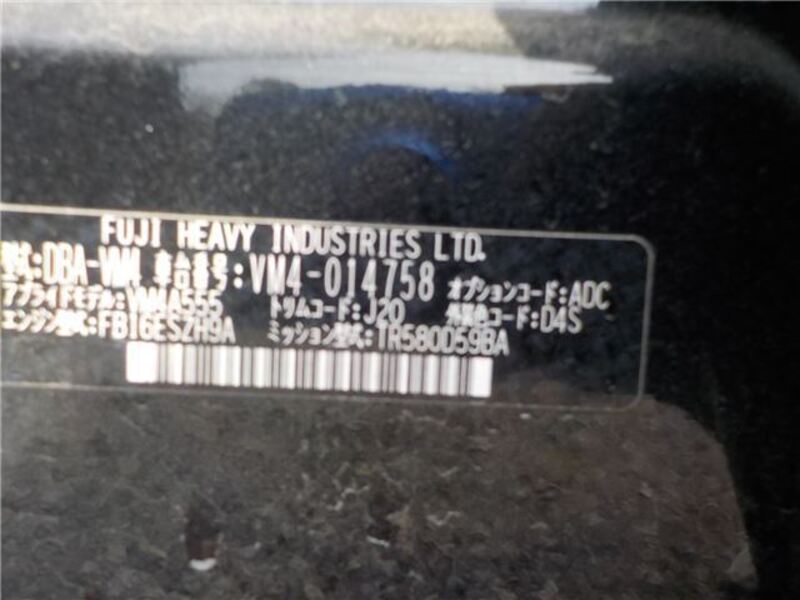 FUJI HEAVY INDUSTRIES LTD.
型式:DBA-VM4 車台番号:VM4-014758 オプションコード:ADC
アプライドモデル:VM4A555 トリムコード:J20 外装色コード:D4S
エンジン型式:FB16ESZH9A ミッション型式:TR580D59BA